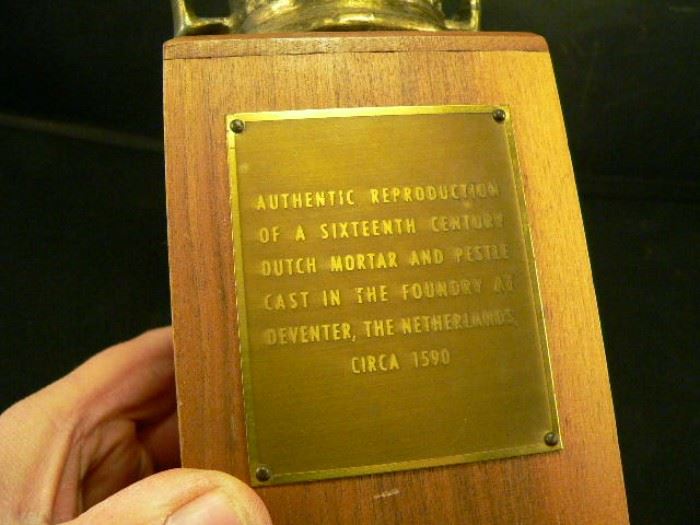 AUTHENTIC REPRODUCTION
OF A SIXTEENTH CENTURY
DUTCH MORTAR AND PESTLE
CAST IN THE FOUNDRY AT
DEVENTER, THE NETHERLANDS,
CIRCA 1590